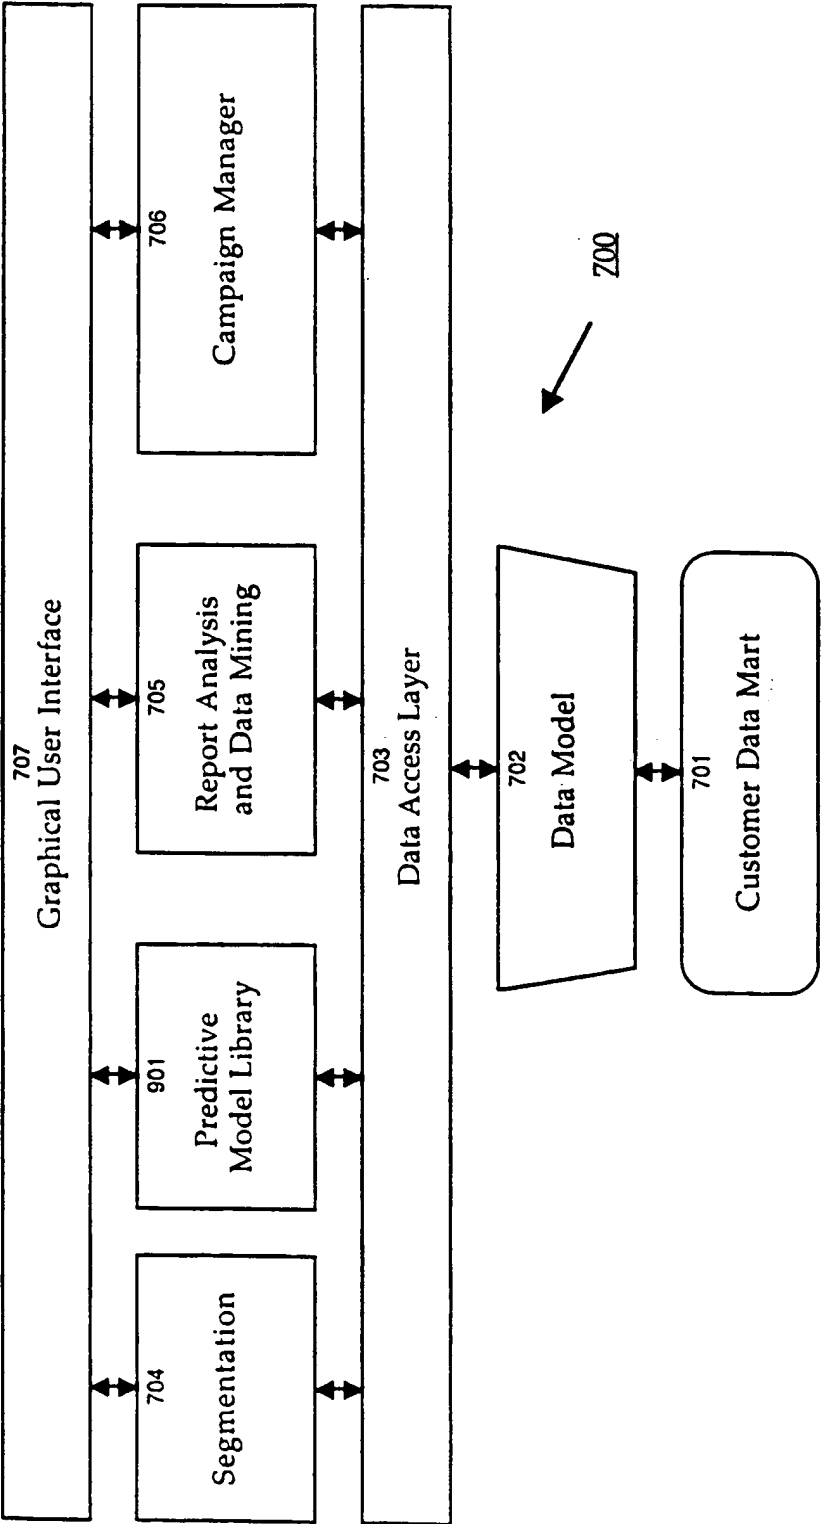 707
Graphical User Interface
704
Segmentation
901
Predictive
Model Library
705
Report Analysis
and Data Mining
706
Campaign Manager
703
Data Access Layer
702
Data Model
701
Customer Data Mart
700